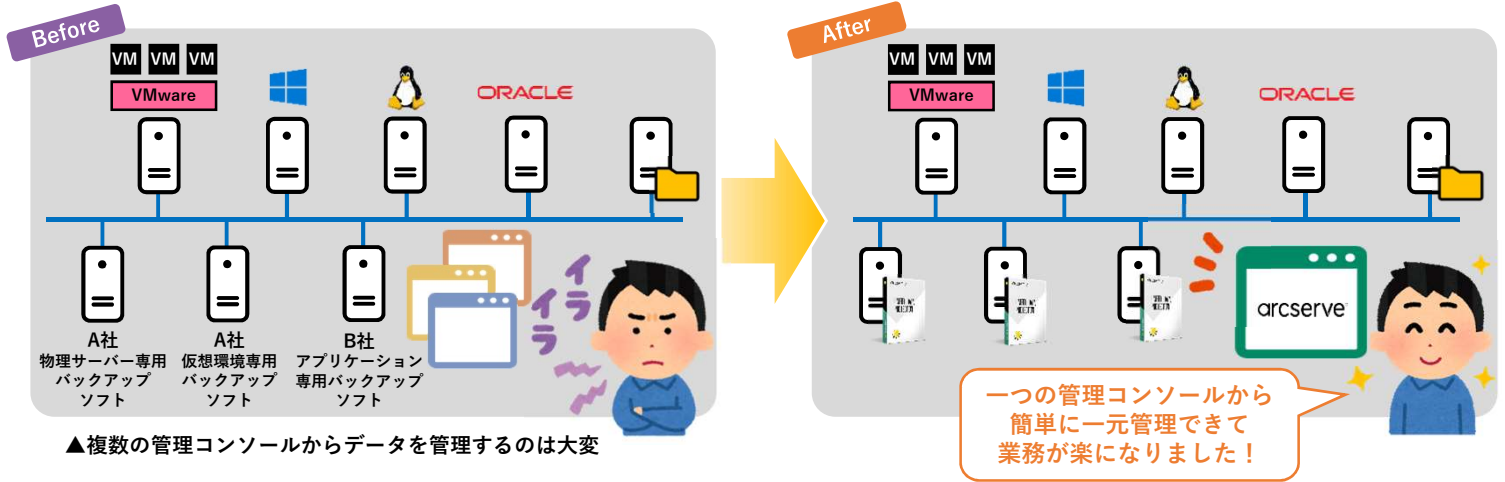 Before
VM VM VM
VMware
ORACLE
A社
物理サーバー専用
バックアップ
ソフト
A社
仮想環境専用
バックアップ
ソフト
B社
アプリケーション
専用バックアップ
ソフト
イラ
イラ
▲複数の管理コンソールからデータを管理するのは大変
After
VM VM VM
VMware
ORACLE
arcserve™
一つの管理コンソールから
簡単に一元管理できて
業務が楽になりました！